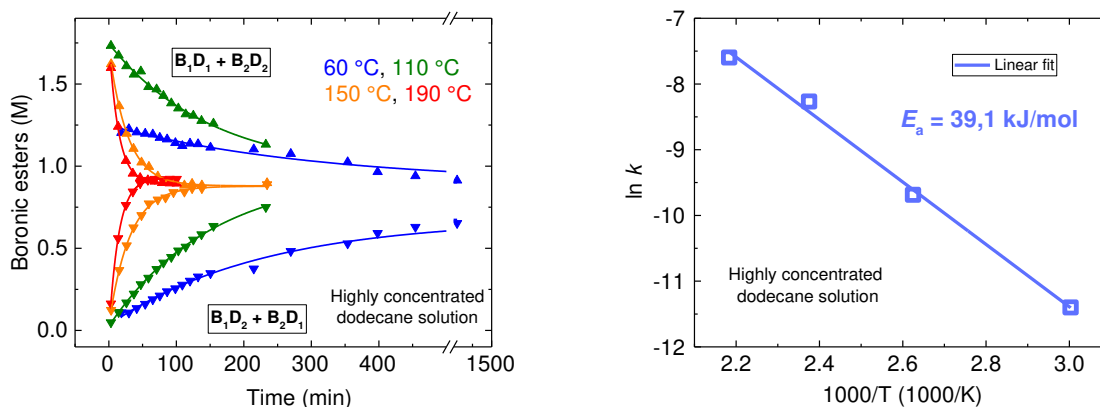 B₁D₁ + B₂D₂
60 °C, 110 °C
150 °C, 190 °C
1.5
1.0
0.5
0.0
Boronic esters (M)
B₁D₂ + B₂D₁
Highly concentrated
dodecane solution
0 100 200 300 400 1500
Time (min)
-7
-8
-9
-10
-11
-12
ln k
Linear fit
Eₐ = 39,1 kJ/mol
Highly concentrated
dodecane solution
2.2 2.4 2.6 2.8 3.0
1000/T (1000/K)